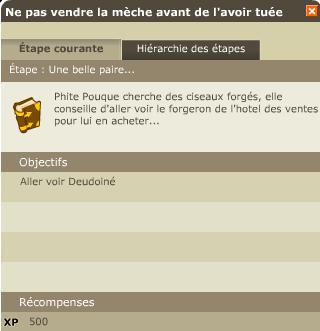 Ne pas vendre la mèche avant de l'avoir tuée
Étape courante
Hiérarchie des étapes
Étape : Une belle paire...
Phite Pouque cherche des ciseaux forgés, elle
conseille d'aller voir le forgeron de l'hotel des ventes
pour lui en acheter...
Objectifs
Aller voir Deudoiné
Récompenses
XP 500